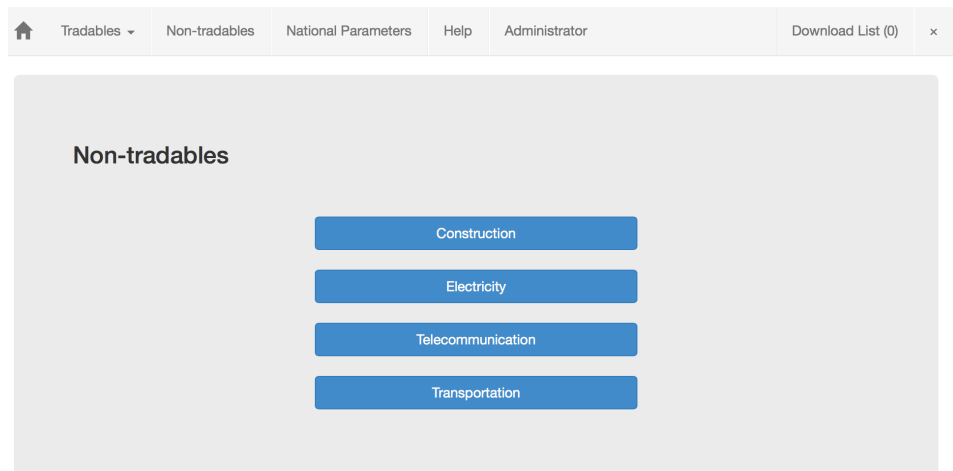 Tradables Non-tradables National Parameters Help Administrator Download List (0) ×
Non-tradables
Construction
Electricity
Telecommunication
Transportation